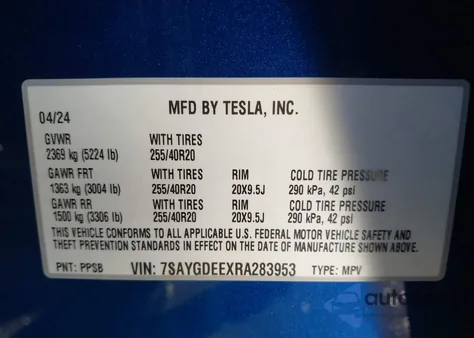 MFD BY TESLA, INC.
04/24
GVWR WITH TIRES
2369 kg (5224 lb) 255/40R20
GAWR FRT WITH TIRES RIM COLD TIRE PRESSURE
1363 kg (3004 lb) 255/40R20 20X9.5J 290 kPa, 42 psi
GAWR RR WITH TIRES RIM COLD TIRE PRESSURE
1500 kg (3306 lb) 255/40R20 20X9.5J 290 kPa, 42 psi
THIS VEHICLE CONFORMS TO ALL APPLICABLE U.S. FEDERAL MOTOR VEHICLE SAFETY AND
THEFT PREVENTION STANDARDS IN EFFECT ON THE DATE OF MANUFACTURE SHOWN ABOVE.
PNT: PPSB VIN: 7SAYGDEEXRA283953 TYPE: MPV